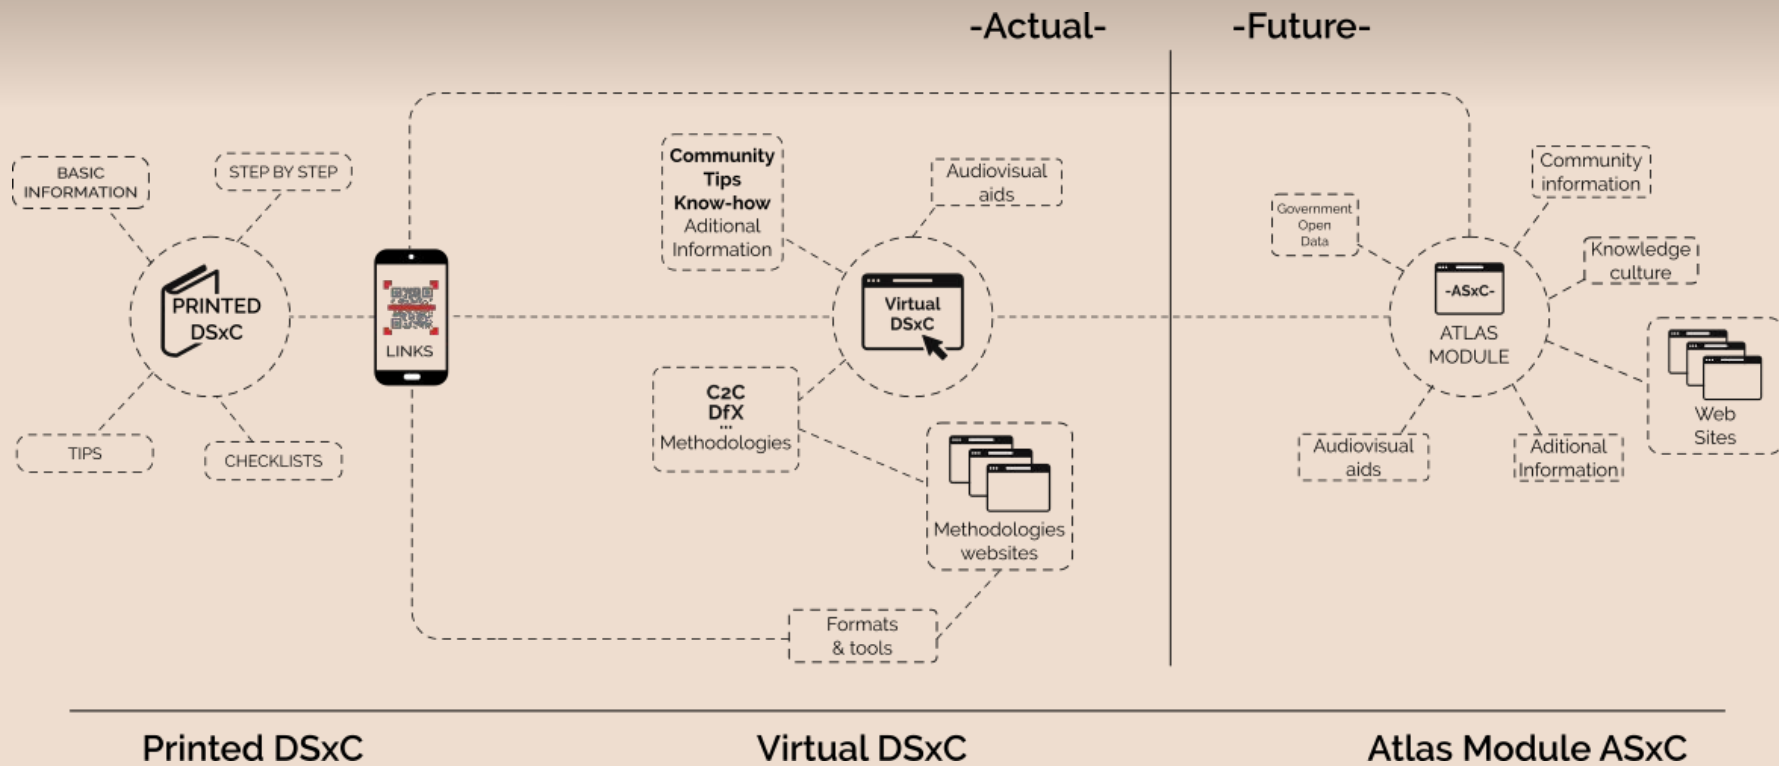 -Actual-
-Future-
BASIC
INFORMATION
STEP BY STEP
PRINTED
DSxC
TIPS
CHECKLISTS
LINKS
Community
Tips
Know-how
Aditional
Information
Audiovisual
aids
Virtual
DSxC
C2C
DfX
...
Methodologies
Methodologies
websites
Formats
& tools
Government
Open
Data
Community
information
Knowledge
culture
-ASxC-
ATLAS
MODULE
Web
Sites
Audiovisual
aids
Aditional
Information
Printed DSxC
Virtual DSxC
Atlas Module ASxC